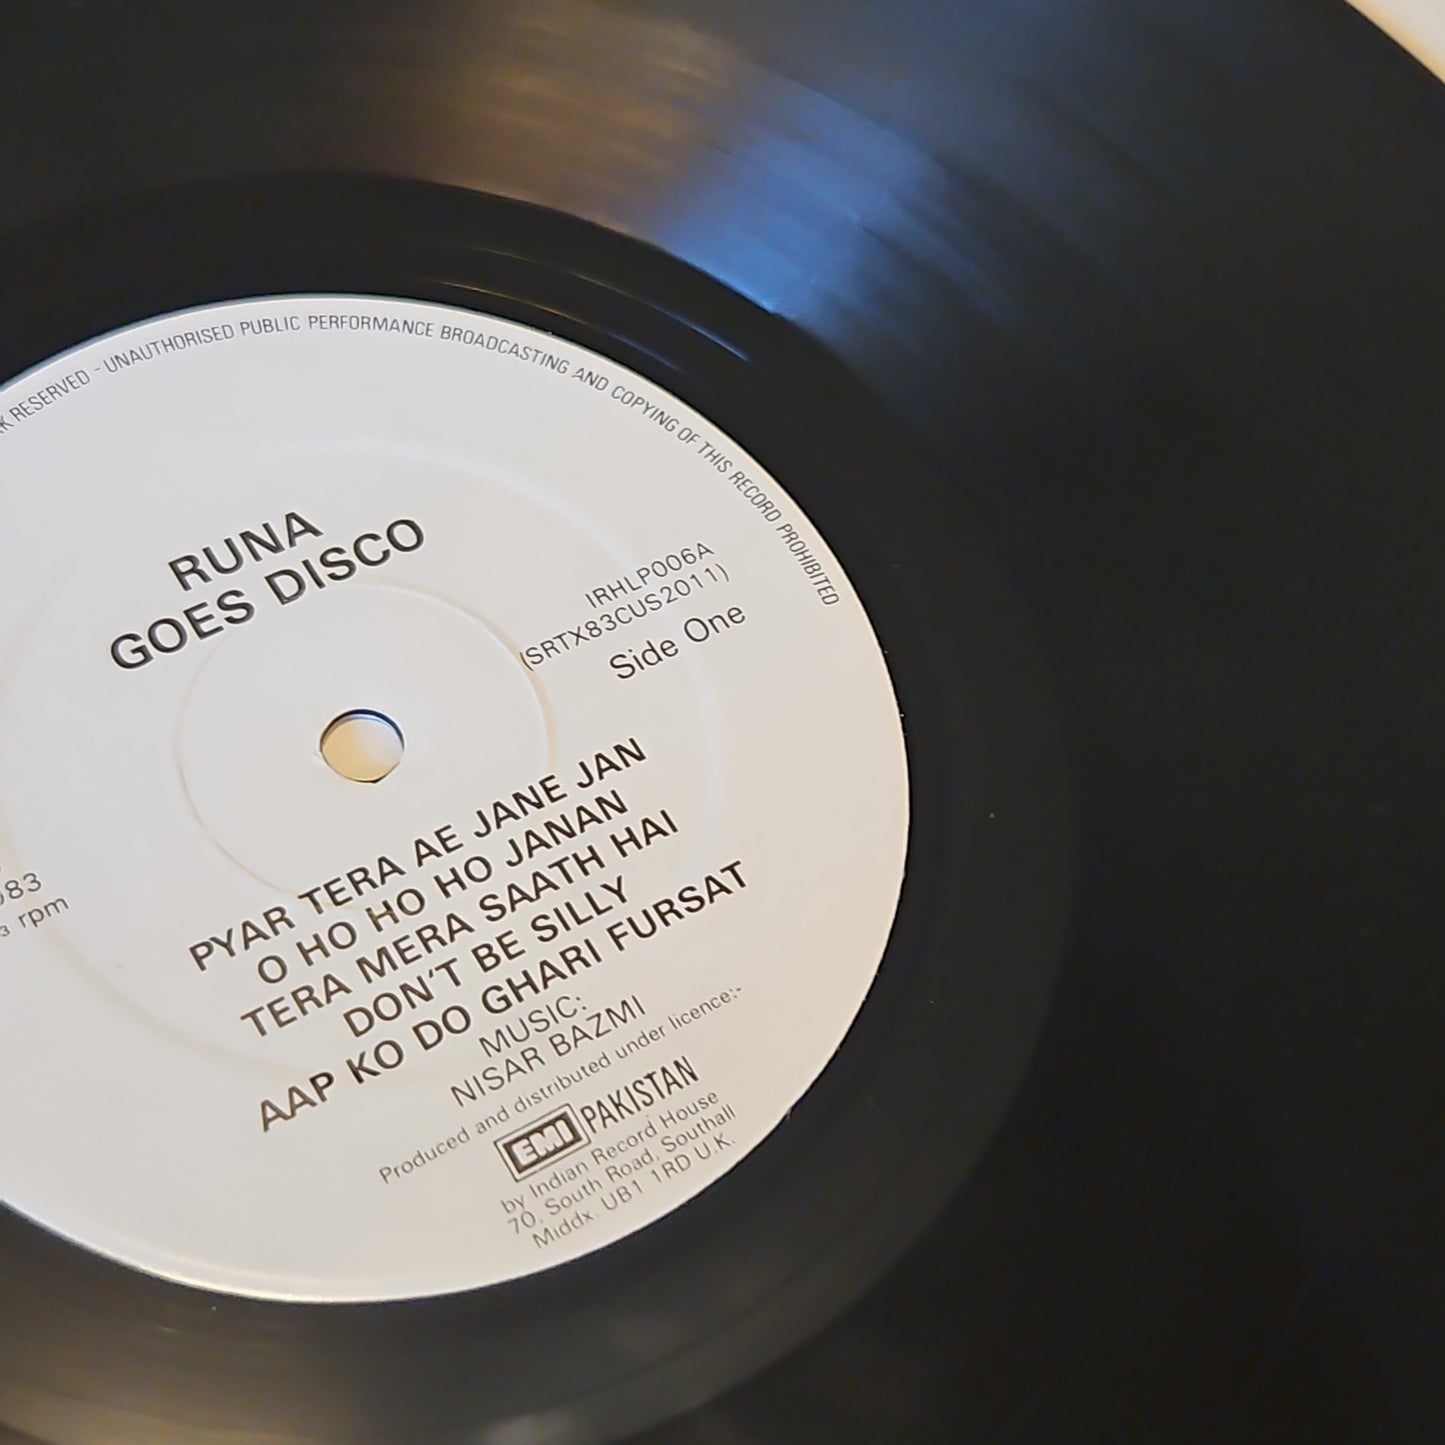 RESERVED - UNAUTHORISED PUBLIC PERFORMANCE BROADCASTING AND COPYING OF THIS RECORD PROHIBITED
RUNA
GOES DISCO
IRHLP006A
(SRTX83CUS2011)
Side One
rpm
PYAR TERA AE JANE JAN
O HO HO HO JANAN
TERA MERA SAATH HAI
DON'T BE SILLY
AAP KO DO GHARI FURSAT
MUSIC:
NISAR BAZMI
Produced and distributed under licence:-
EMI PAKISTAN
by Indian Record House
70, South Road, Southall
Middx. UB1 1RD U.K.